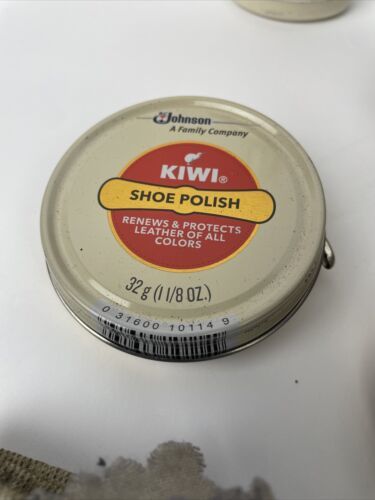 SC Johnson
A Family Company
KIWI®
SHOE POLISH
RENEWS & PROTECTS
LEATHER OF ALL
COLORS
32g (1 1/8 OZ.)
0 31600 10114 9